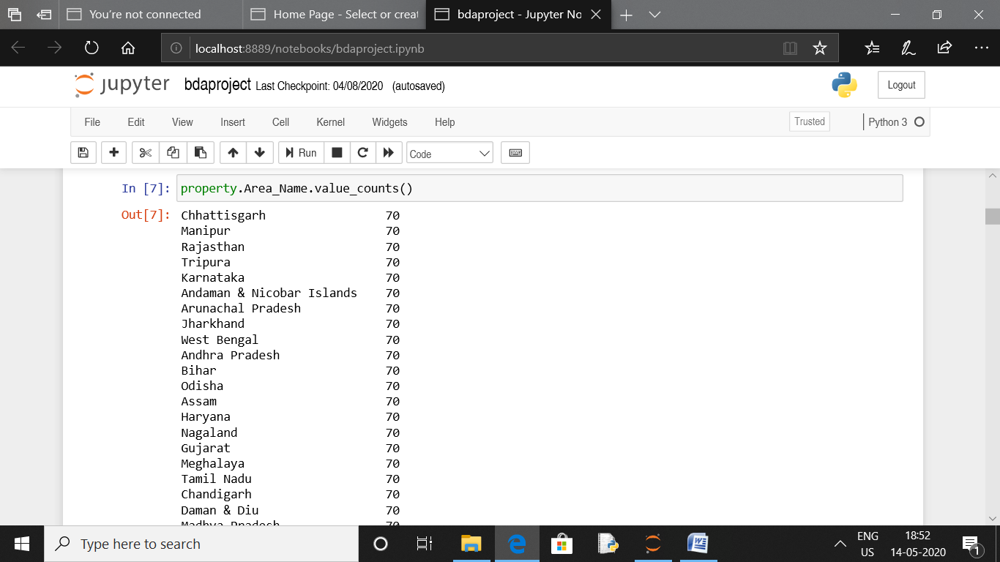 You're not connected
Home Page - Select or creat
bdaproject - Jupyter No
localhost:8889/notebooks/bdaproject.ipynb
jupyter bdaproject Last Checkpoint: 04/08/2020 (autosaved)
Logout
File Edit View Insert Cell Kernel Widgets Help
Trusted
Python 3
Run
Code
In [7]: property.Area_Name.value_counts()
Out[7]: Chhattisgarh 70
Manipur 70
Rajasthan 70
Tripura 70
Karnataka 70
Andaman & Nicobar Islands 70
Arunachal Pradesh 70
Jharkhand 70
West Bengal 70
Andhra Pradesh 70
Bihar 70
Odisha 70
Assam 70
Haryana 70
Nagaland 70
Gujarat 70
Meghalaya 70
Tamil Nadu 70
Chandigarh 70
Daman & Diu 70
Madhya Pradesh 70
Type here to search
ENG
US
18:52
14-05-2020
1